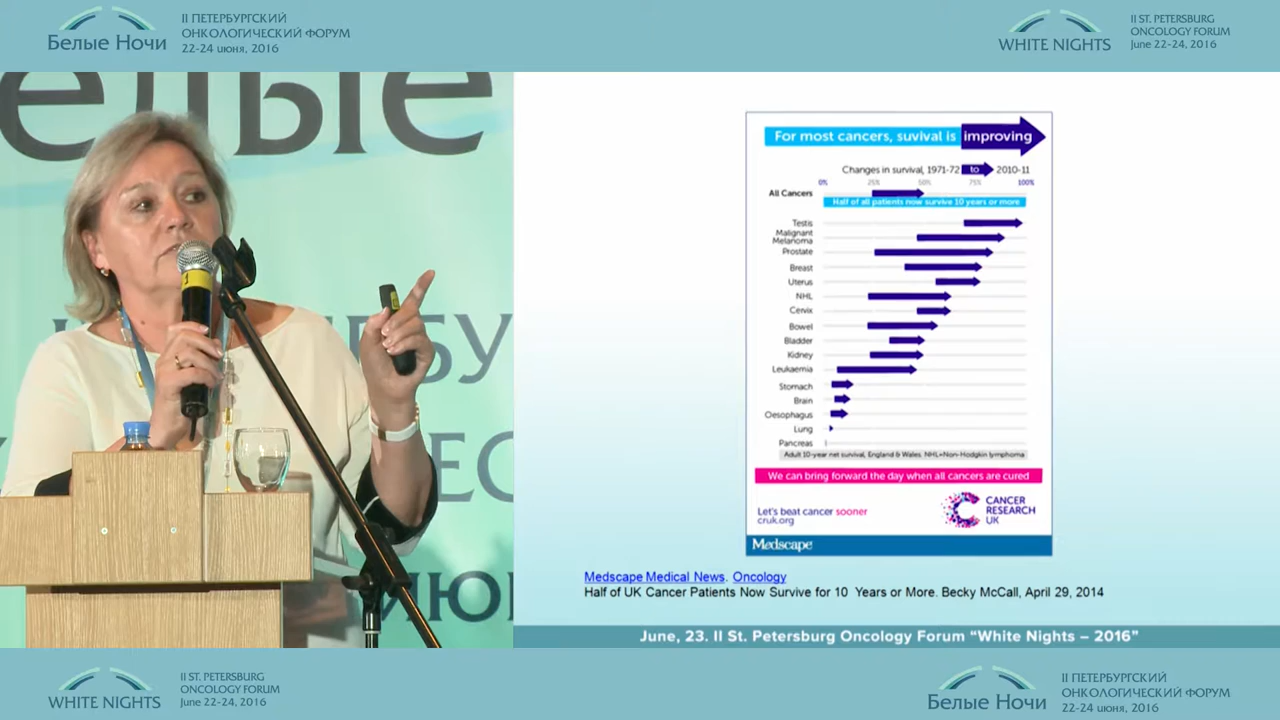 II ПЕТЕРБУРГСКИЙ
ОНКОЛОГИЧЕСКИЙ ФОРУМ
22-24 июня, 2016
Белые Ночи
II ST. PETERSBURG
ONCOLOGY FORUM
June 22-24, 2016
WHITE NIGHTS
For most cancers, suvival is improving
Changes in survival, 1971-72 to 2010-11
0% 25% 50% 75% 100%
All Cancers
Half of all patients now survive 10 years or more
Testis
Malignant
Melanoma
Prostate
Breast
Uterus
NHL
Cervix
Bowel
Bladder
Kidney
Leukaemia
Stomach
Brain
Oesophagus
Lung
Pancreas
Adult 10-year net survival, England & Wales. NHL=Non-Hodgkin lymphoma
We can bring forward the day when all cancers are cured
Let's beat cancer sooner
cruk.org
CANCER
RESEARCH
UK
Medscape
Medscape Medical News. Oncology
Half of UK Cancer Patients Now Survive for 10 Years or More. Becky McCall, April 29, 2014
June, 23. II St. Petersburg Oncology Forum "White Nights – 2016"
WHITE NIGHTS
II ST. PETERSBURG
ONCOLOGY FORUM
June 22-24, 2016
Белые Ночи
II ПЕТЕРБУРГСКИЙ
ОНКОЛОГИЧЕСКИЙ ФОРУМ
22-24 июня, 2016